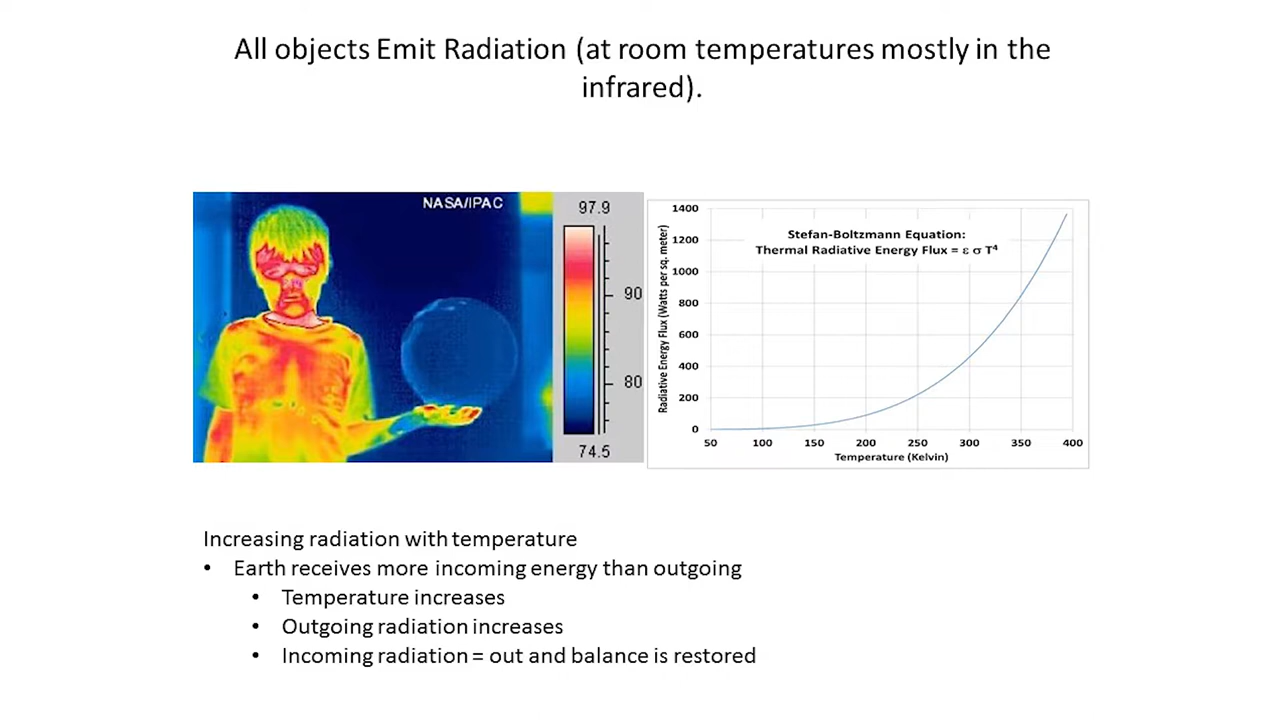 All objects Emit Radiation (at room temperatures mostly in the
infrared).
NASA/IPAC
97.9
90
80
74.5
1400
1200
1000
800
600
400
200
0
Radiative Energy Flux (Watts per sq. meter)
Stefan-Boltzmann Equation:
Thermal Radiative Energy Flux = ε σ T⁴
50 100 150 200 250 300 350 400
Temperature (Kelvin)
Increasing radiation with temperature
• Earth receives more incoming energy than outgoing
• Temperature increases
• Outgoing radiation increases
• Incoming radiation = out and balance is restored